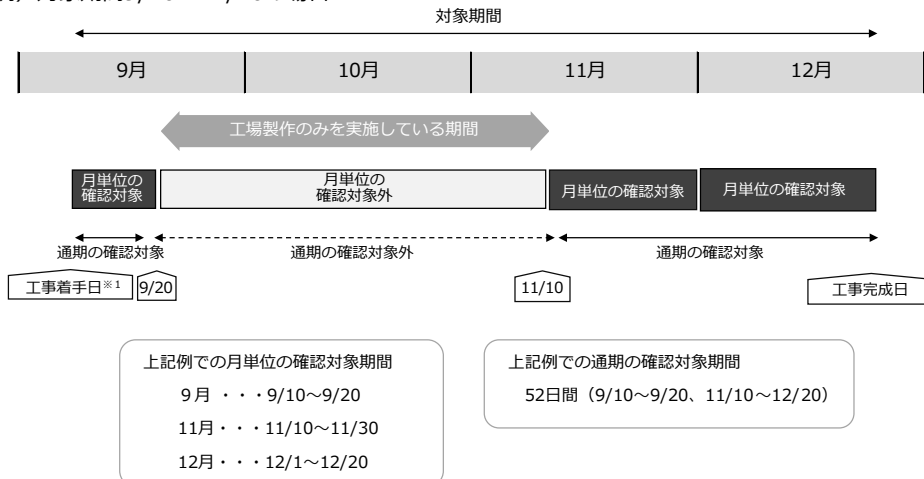 対象期間
9月
10月
11月
12月
工場製作のみを実施している期間
月単位の
確認対象
月単位の
確認対象外
月単位の確認対象
月単位の確認対象
通期の確認対象
通期の確認対象外
通期の確認対象
工事着手日※1
9/20
11/10
工事完成日
上記例での月単位の確認対象期間
9月・・・9/10~9/20
11月・・・11/10~11/30
12月・・・12/1~12/20
上記例での通期の確認対象期間
52日間（9/10~9/20、11/10~12/20）